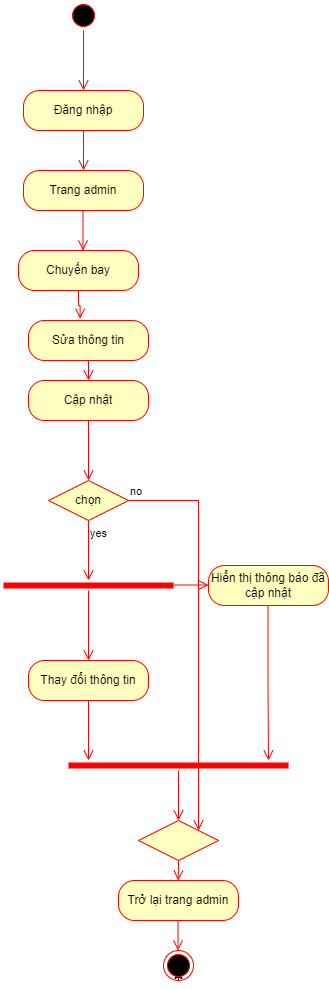 Đăng nhập
Trang admin
Chuyến bay
Sửa thông tin
Cập nhật
chọn
no
yes
Hiển thị thông báo đã
cập nhật
Thay đổi thông tin
Trở lại trang admin